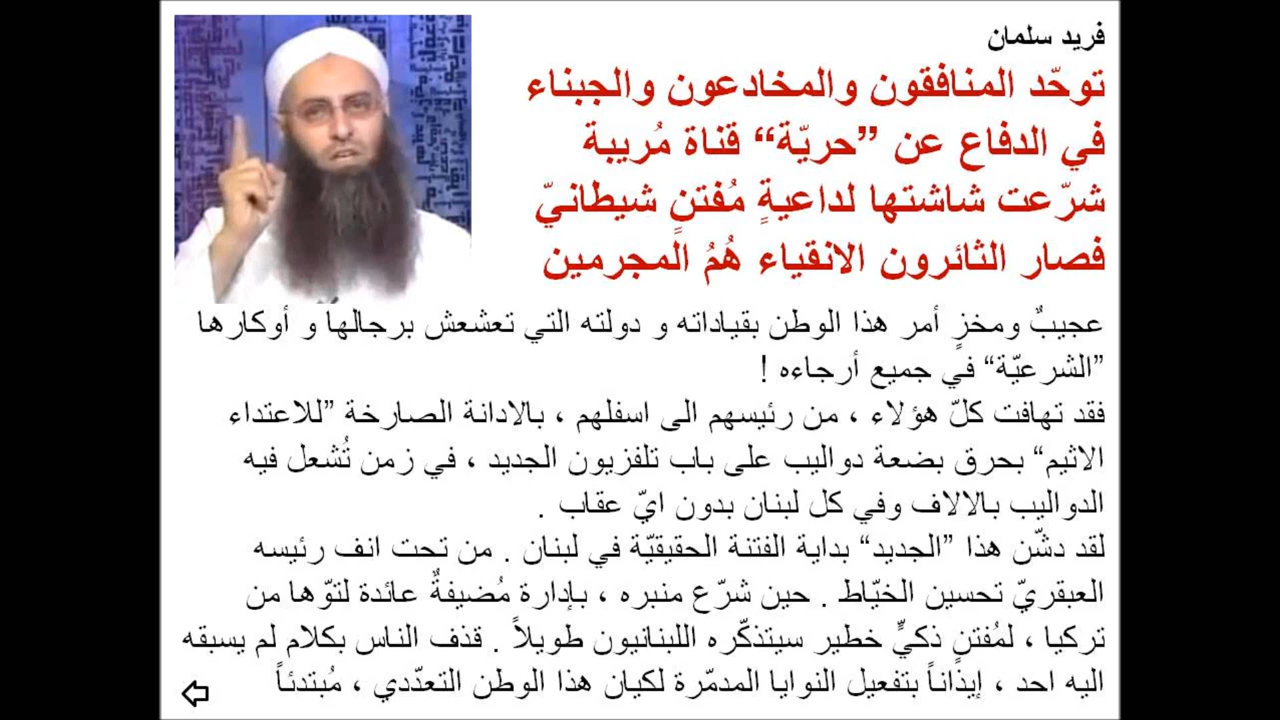 فريد سلمان
توحّد المنافقون والمخادعون والجبناء
في الدفاع عن ”حريّة“ قناة مُريبة
شرّعت شاشتها لداعيةٍ مُفتنٍ شيطانيّ
فصار الثائرون الانقياء هُمُ المجرمين
عجيبٌ ومخزٍ أمر هذا الوطن بقياداته و دولته التي تعشعش برجالها و أوكارها
”الشرعيّة“ في جميع أرجاءه !
فقد تهافت كلّ هؤلاء ، من رئيسهم الى اسفلهم ، بالادانة الصارخة ”للاعتداء
الاثيم“ بحرق بضعة دواليب على باب تلفزيون الجديد ، في زمن تُشعل فيه
الدواليب بالالاف وفي كل لبنان بدون ايّ عقاب .
لقد دشّن هذا ”الجديد“ بداية الفتنة الحقيقيّة في لبنان . من تحت انف رئيسه
العبقريّ تحسين الخيّاط . حين شرّع منبره ، بإدارة مُضيفةٌ عائدة لتوّها من
تركيا ، لمُفتنٍ ذكيٍّ خطير سيتذكّره اللبنانيون طويلاً . قذف الناس بكلام لم يسبقه
اليه احد ، إيذاناً بتفعيل النوايا المدمّرة لكيان هذا الوطن التعدّدي ، مُبتدئاً